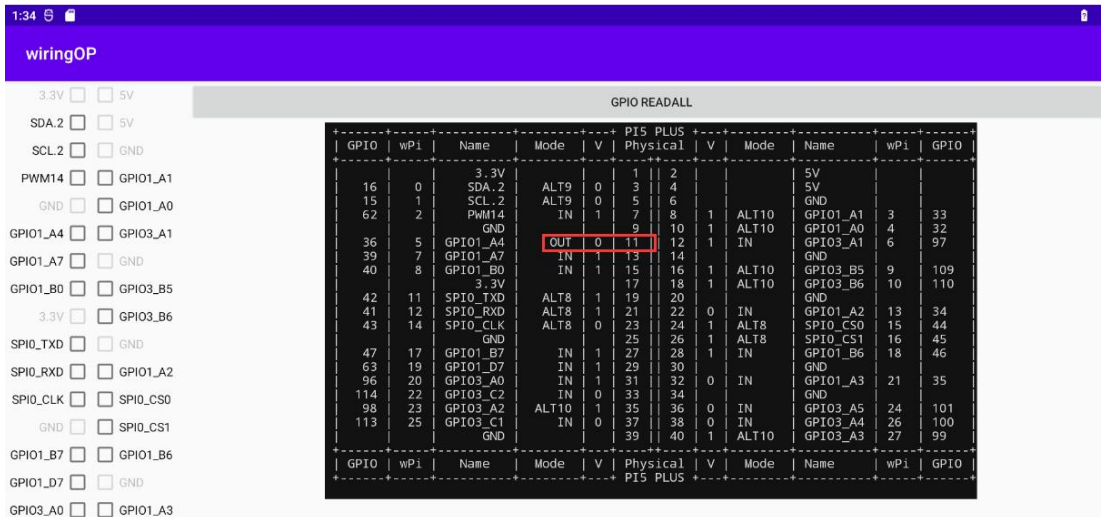 1:34
wiringOP
3.3V 5V
SDA.2 5V
SCL.2 GND
PWM14 GPIO1_A1
GND GPIO1_A0
GPIO1_A4 GPIO3_A1
GPIO1_A7 GND
GPIO1_B0 GPIO3_B5
3.3V GPIO3_B6
SPI0_TXD GND
SPI0_RXD GPIO1_A2
SPI0_CLK SPI0_CS0
GND SPI0_CS1
GPIO1_B7 GPIO1_B6
GPIO1_D7 GND
GPIO3_A0 GPIO1_A3
GPIO READALL
+------+-----+----------+--------+---+ PI5 PLUS +---+--------+----------+-----+------+
| GPIO | wPi | Name | Mode | V | Physical | V | Mode | Name | wPi | GPIO |
+------+-----+----------+--------+---+----++----+---+--------+----------+-----+------+
| | | 3.3V | | | 1 || 2 | | | 5V | | |
| 16 | 0 | SDA.2 | ALT9 | 0 | 3 || 4 | | | 5V | | |
| 15 | 1 | SCL.2 | ALT9 | 0 | 5 || 6 | | | GND | | |
| 62 | 2 | PWM14 | IN | 1 | 7 || 8 | 1 | ALT10 | GPIO1_A1 | 3 | 33 |
| | | GND | | | 9 || 10 | 1 | ALT10 | GPIO1_A0 | 4 | 32 |
| 36 | 5 | GPIO1_A4 | OUT | 0 | 11 || 12 | 1 | IN | GPIO3_A1 | 6 | 97 |
| 39 | 7 | GPIO1_A7 | IN | 1 | 13 || 14 | | | GND | | |
| 40 | 8 | GPIO1_B0 | IN | 1 | 15 || 16 | 1 | ALT10 | GPIO3_B5 | 9 | 109 |
| | | 3.3V | | | 17 || 18 | 1 | ALT10 | GPIO3_B6 | 10 | 110 |
| 42 | 11 | SPI0_TXD | ALT8 | 1 | 19 || 20 | | | GND | | |
| 41 | 12 | SPI0_RXD | ALT8 | 1 | 21 || 22 | 0 | IN | GPIO1_A2 | 13 | 34 |
| 43 | 14 | SPI0_CLK | ALT8 | 0 | 23 || 24 | 1 | ALT8 | SPI0_CS0 | 15 | 44 |
| | | GND | | | 25 || 26 | 1 | ALT8 | SPI0_CS1 | 16 | 45 |
| 47 | 17 | GPIO1_B7 | IN | 1 | 27 || 28 | 1 | IN | GPIO1_B6 | 18 | 46 |
| 63 | 19 | GPIO1_D7 | IN | 1 | 29 || 30 | | | GND | | |
| 96 | 20 | GPIO3_A0 | IN | 1 | 31 || 32 | 0 | IN | GPIO1_A3 | 21 | 35 |
| 114 | 22 | GPIO3_C2 | IN | 0 | 33 || 34 | | | GND | | |
| 98 | 23 | GPIO3_A2 | ALT10 | 1 | 35 || 36 | 0 | IN | GPIO3_A5 | 24 | 101 |
| 113 | 25 | GPIO3_C1 | IN | 0 | 37 || 38 | 0 | IN | GPIO3_A4 | 26 | 100 |
| | | GND | | | 39 || 40 | 1 | ALT10 | GPIO3_A3 | 27 | 99 |
+------+-----+----------+--------+---+----++----+---+--------+----------+-----+------+
| GPIO | wPi | Name | Mode | V | Physical | V | Mode | Name | wPi | GPIO |
+------+-----+----------+--------+---+ PI5 PLUS +---+--------+----------+-----+------+